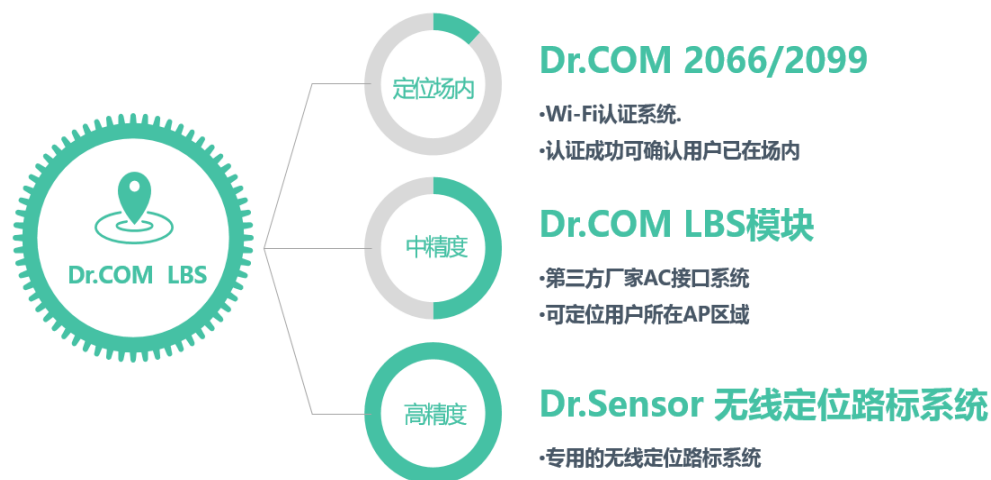 Dr.COM LBS
定位场内
Dr.COM 2066/2099
•Wi-Fi认证系统.
•认证成功可确认用户已在场内
中精度
Dr.COM LBS模块
•第三方厂家AC接口系统
•可定位用户所在AP区域
高精度
Dr.Sensor 无线定位路标系统
•专用的无线定位路标系统